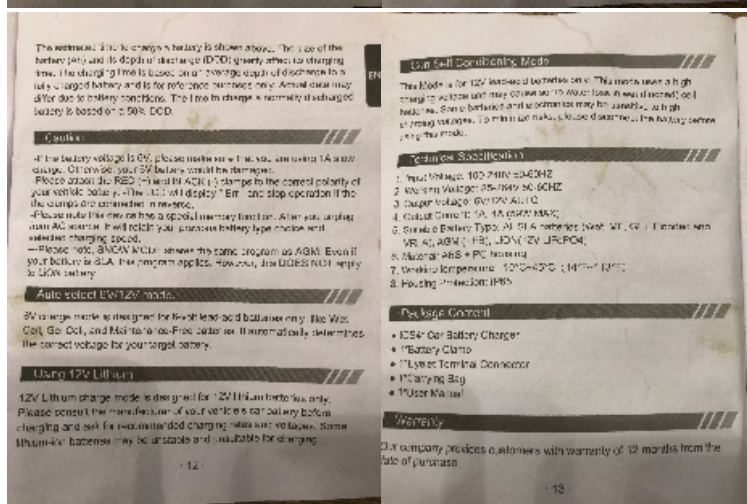 The estimated time to charge a battery is shown above. The size of the
battery (Ah) and its depth of discharge (DOD) greatly affect its charging
time. The charging time is based on an average depth of discharge to a
fully charged battery and is for reference purposes only. Actual data may
differ due to battery conditions. The time to charge a normally discharged
battery is based on a 50% DOD.
EN
Caution
-If the battery voltage is 6V, please make sure that you are using 1A slow
charge. Otherwise, your 6V battery would be damaged.
-Please attach the RED (+) and BLACK (-) clamps to the correct polarity of
your vehicle battery. -The LCD will display "Err" and stop operation if the
the clamps are connected in reverse.
-Please note this device has a special memory function. After you unplug
from AC source, it will retain your previous battery type choice and
selected charging speed.
Please note, SNOW MODE shares the same program as AGM. Even if
your battery is SLA, this program applies. However, this DOES NOT apply
to LiON battery
Auto select 6V/12V mode
6V charge mode is designed for 6-volt lead-acid batteries only, like Wet
Cell, Gel Cell, and Maintenance-Free batteries. It automatically determines
the correct voltage for your target battery.
Using 12V Lithium
12V Lithium charge mode is designed for 12V lithium batteries only.
Please consult the manufacturer of your vehicle's car battery before
charging and ask for recommended charging rates and voltages. Some
lithium-ion batteries may be unstable and unsuitable for charging.
· 12 ·
Self Conditioning Mode
This Mode is for 12V lead-acid batteries only. This mode uses a high
charging voltage and may cause some water loss in wet (flooded) cell
batteries. Some batteries and electronics may be sensitive to high
charging voltages. To minimize risks, please disconnect the battery before
using this mode.
Technical Specification
1. Input Voltage: 100-240V 50-60HZ
2. Working Voltage: 50-60HZ
3. Output Voltage: 6V/12V AUTO
4. Output Current: 1A, 4A MAX)
5. Suitable Battery Type: All SLA batteries (Wet, MF, GEL, Flooded and
VRLA), AGM LION(12V LiFePO4)
6. Material: ABS + PC housing
7. Working temperature: -10°C~45°C
8. Housing Protection: IP65
Package Content
Car Battery Charger
● 1*Battery Clamp
● 1*Eyelet Terminal Connector
● 1*Carrying Bag
● 1*User Manual
Warranty
Our company provides customers with warranty of 12 months from the
date of purchase
· 13 ·